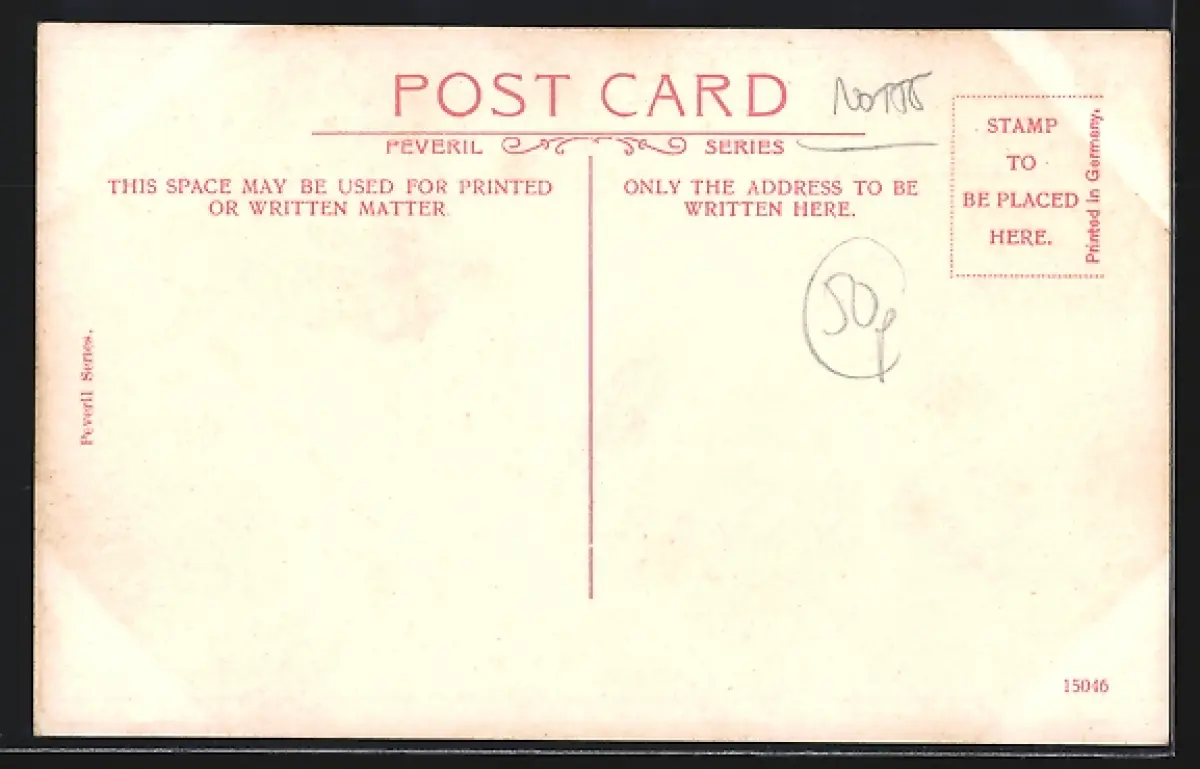 POST CARD
NOTTS
PEVERIL SERIES
THIS SPACE MAY BE USED FOR PRINTED
OR WRITTEN MATTER
ONLY THE ADDRESS TO BE
WRITTEN HERE.
STAMP
TO
BE PLACED
HERE.
Printed in Germany.
50p
Peveril Series.
15046